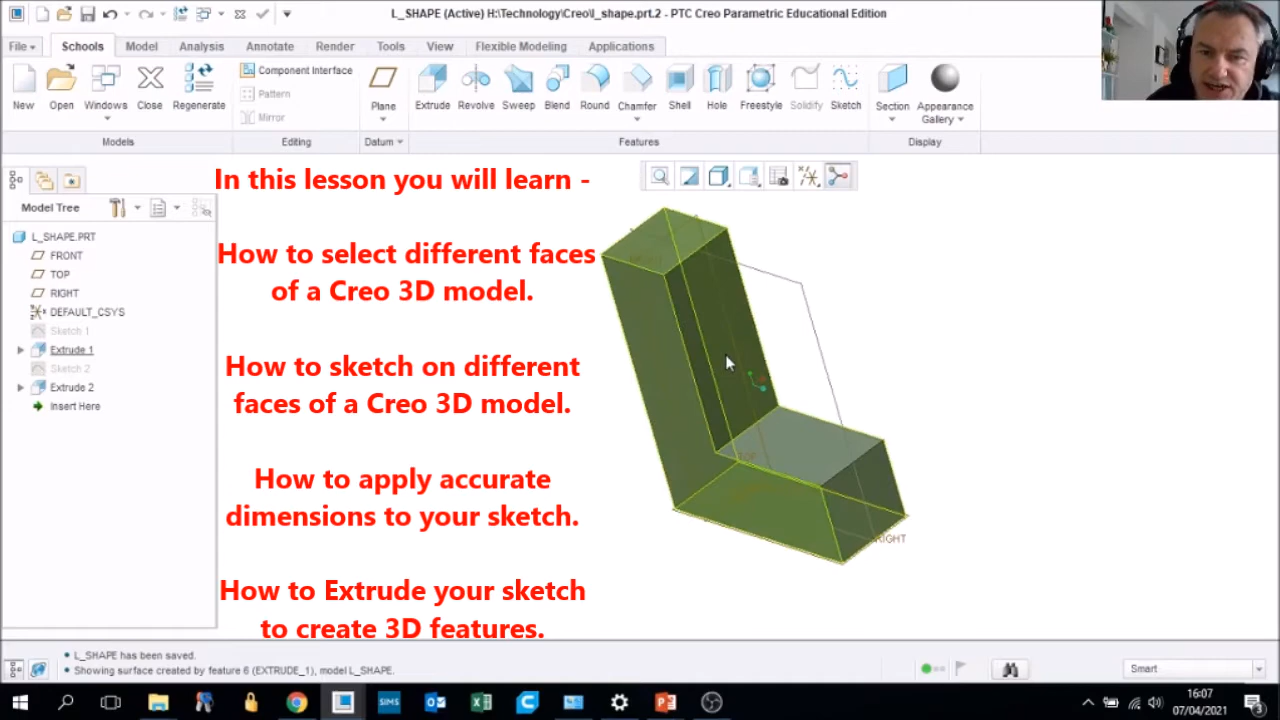 L_SHAPE (Active) H:\Technology\Creo\l_shape.prt.2 - PTC Creo Parametric Educational Edition
File Schools Model Analysis Annotate Render Tools View Flexible Modeling Applications
New Open Windows Close Regenerate
Component Interface
Pattern
Mirror
Plane Extrude Revolve Sweep Blend Round Chamfer Shell Hole Freestyle Solidify Sketch Section Appearance
Gallery
Models Editing Datum Features Display
In this lesson you will learn -
How to select different faces
of a Creo 3D model.
How to sketch on different
faces of a Creo 3D model.
How to apply accurate
dimensions to your sketch.
How to Extrude your sketch
to create 3D features.
Model Tree
L_SHAPE.PRT
FRONT
TOP
RIGHT
DEFAULT_CSYS
Sketch 1
Extrude 1
Sketch 2
Extrude 2
Insert Here
TOP
RIGHT
• L_SHAPE has been saved.
• Showing surface created by feature 6 (EXTRUDE_1), model L_SHAPE.
Smart
SIMS
16:07
07/04/2021
3